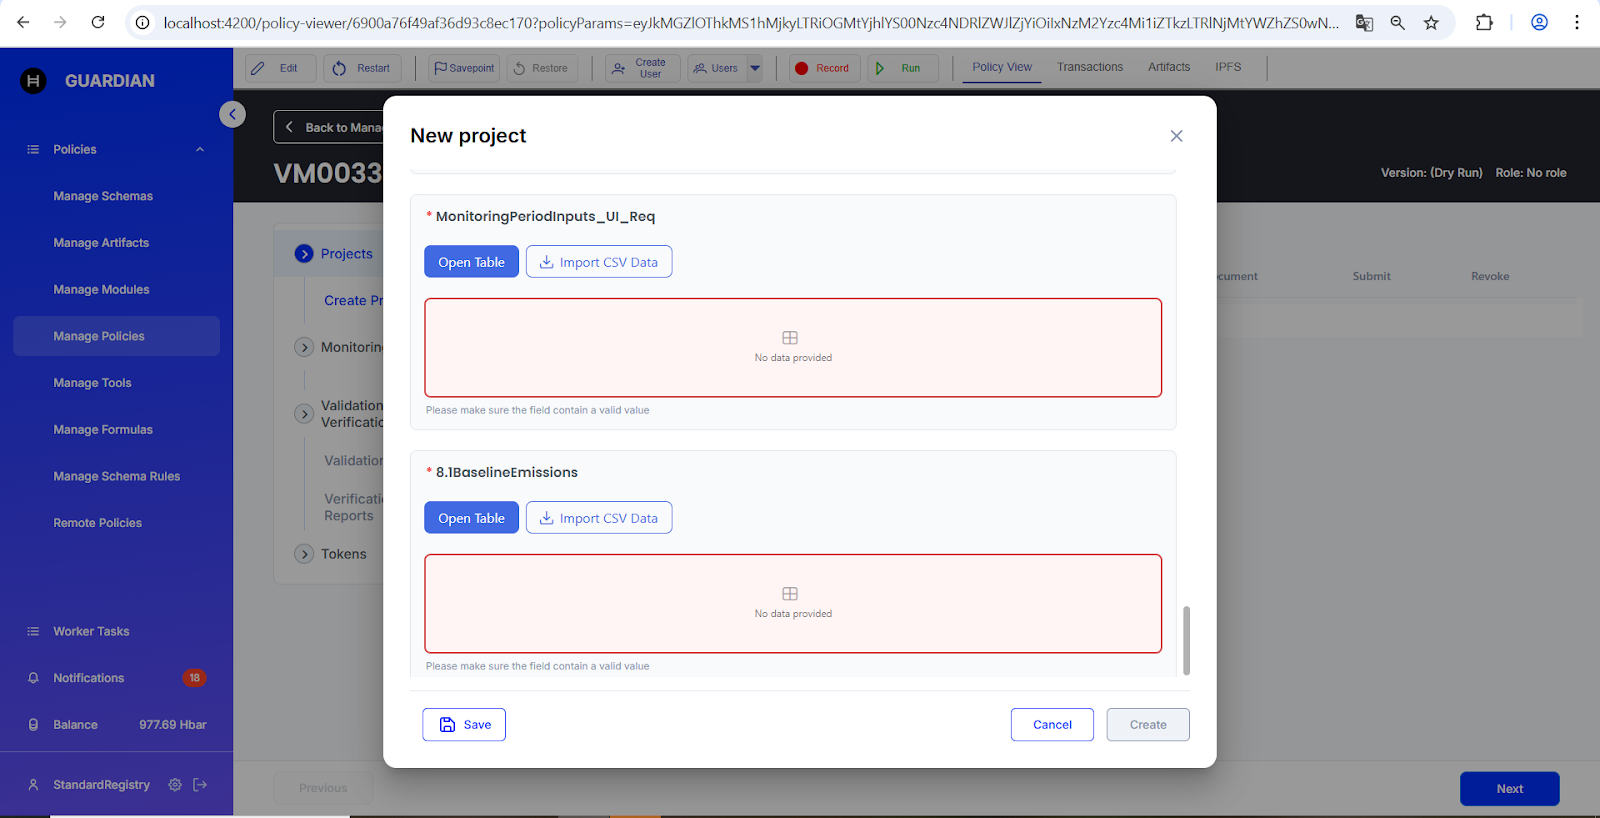 localhost:4200/policy-viewer/6900a76f49af36d93c8ec170?policyParams=eyJkMGZlOThkMS1hMjkyLTRiOGMtYjhlYS00Nzc4NDRlZWJlZjYiOiIxNzM2Yzc4Mi1iZTkzLTRlNjMtYWZhZS0wN...
GUARDIAN
Edit
Restart
Savepoint
Restore
Create
User
Users
Record
Run
Policy View
Transactions
Artifacts
IPFS
Policies
Manage Schemas
Manage Artifacts
Manage Modules
Manage Policies
Manage Tools
Manage Formulas
Manage Schema Rules
Remote Policies
Worker Tasks
Notifications
18
Balance
977.69 Hbar
StandardRegistry
Back to Mana
VM0033
Version: (Dry Run)
Role: No role
Projects
Create Pr
Monitorin
Validation
Verificatic
Validation
Verificati
Reports
Tokens
cument
Submit
Revoke
New project
* MonitoringPeriodInputs_UI_Req
Open Table
Import CSV Data
No data provided
Please make sure the field contain a valid value
* 8.1BaselineEmissions
Open Table
Import CSV Data
No data provided
Please make sure the field contain a valid value
Save
Cancel
Create
Previous
Next